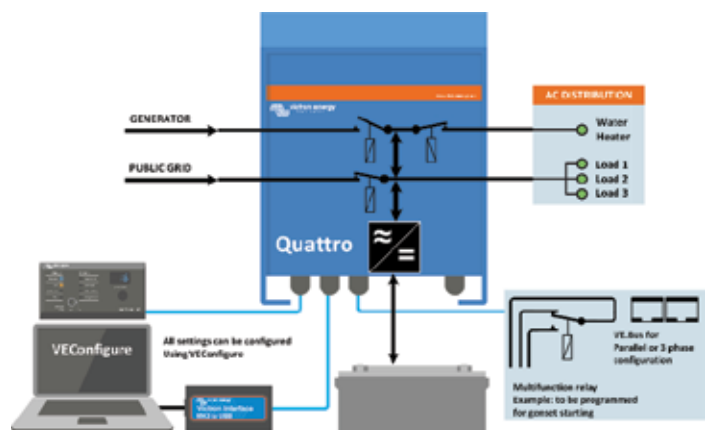 victron energy
GENERATOR
PUBLIC GRID
AC DISTRIBUTION
Water
Heater
Load 1
Load 2
Load 3
Quattro
VEConfigure
All settings can be configured
Using VEConfigure
Victron Interface
MK3 to USB
VE.Bus for
Parallel or 3 phase
configuration
Multifunction relay
Example: to be programmed
for genset starting